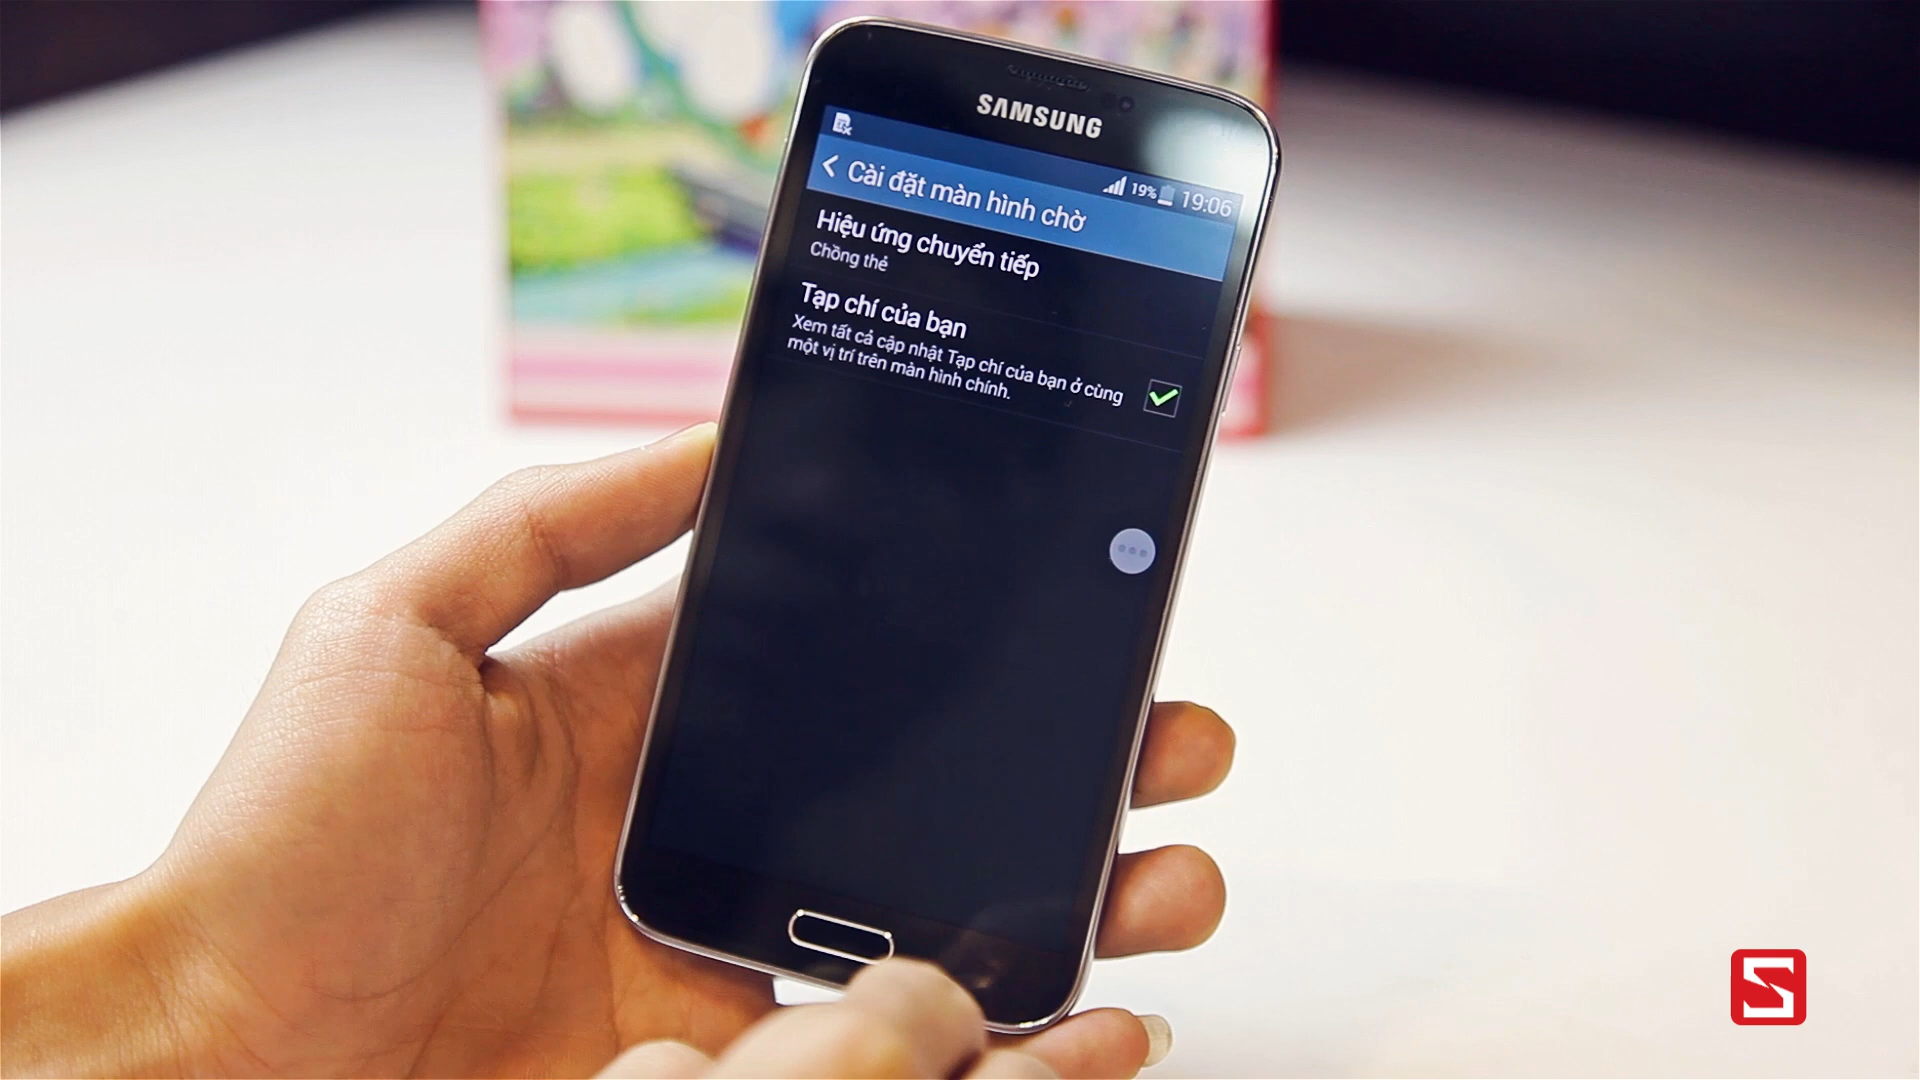 SAMSUNG
19% 19:06
Cài đặt màn hình chờ
Hiệu ứng chuyển tiếp
Chồng thẻ
Tạp chí của bạn
Xem tất cả cập nhật Tạp chí của bạn ở cùng
một vị trí trên màn hình chính.
S